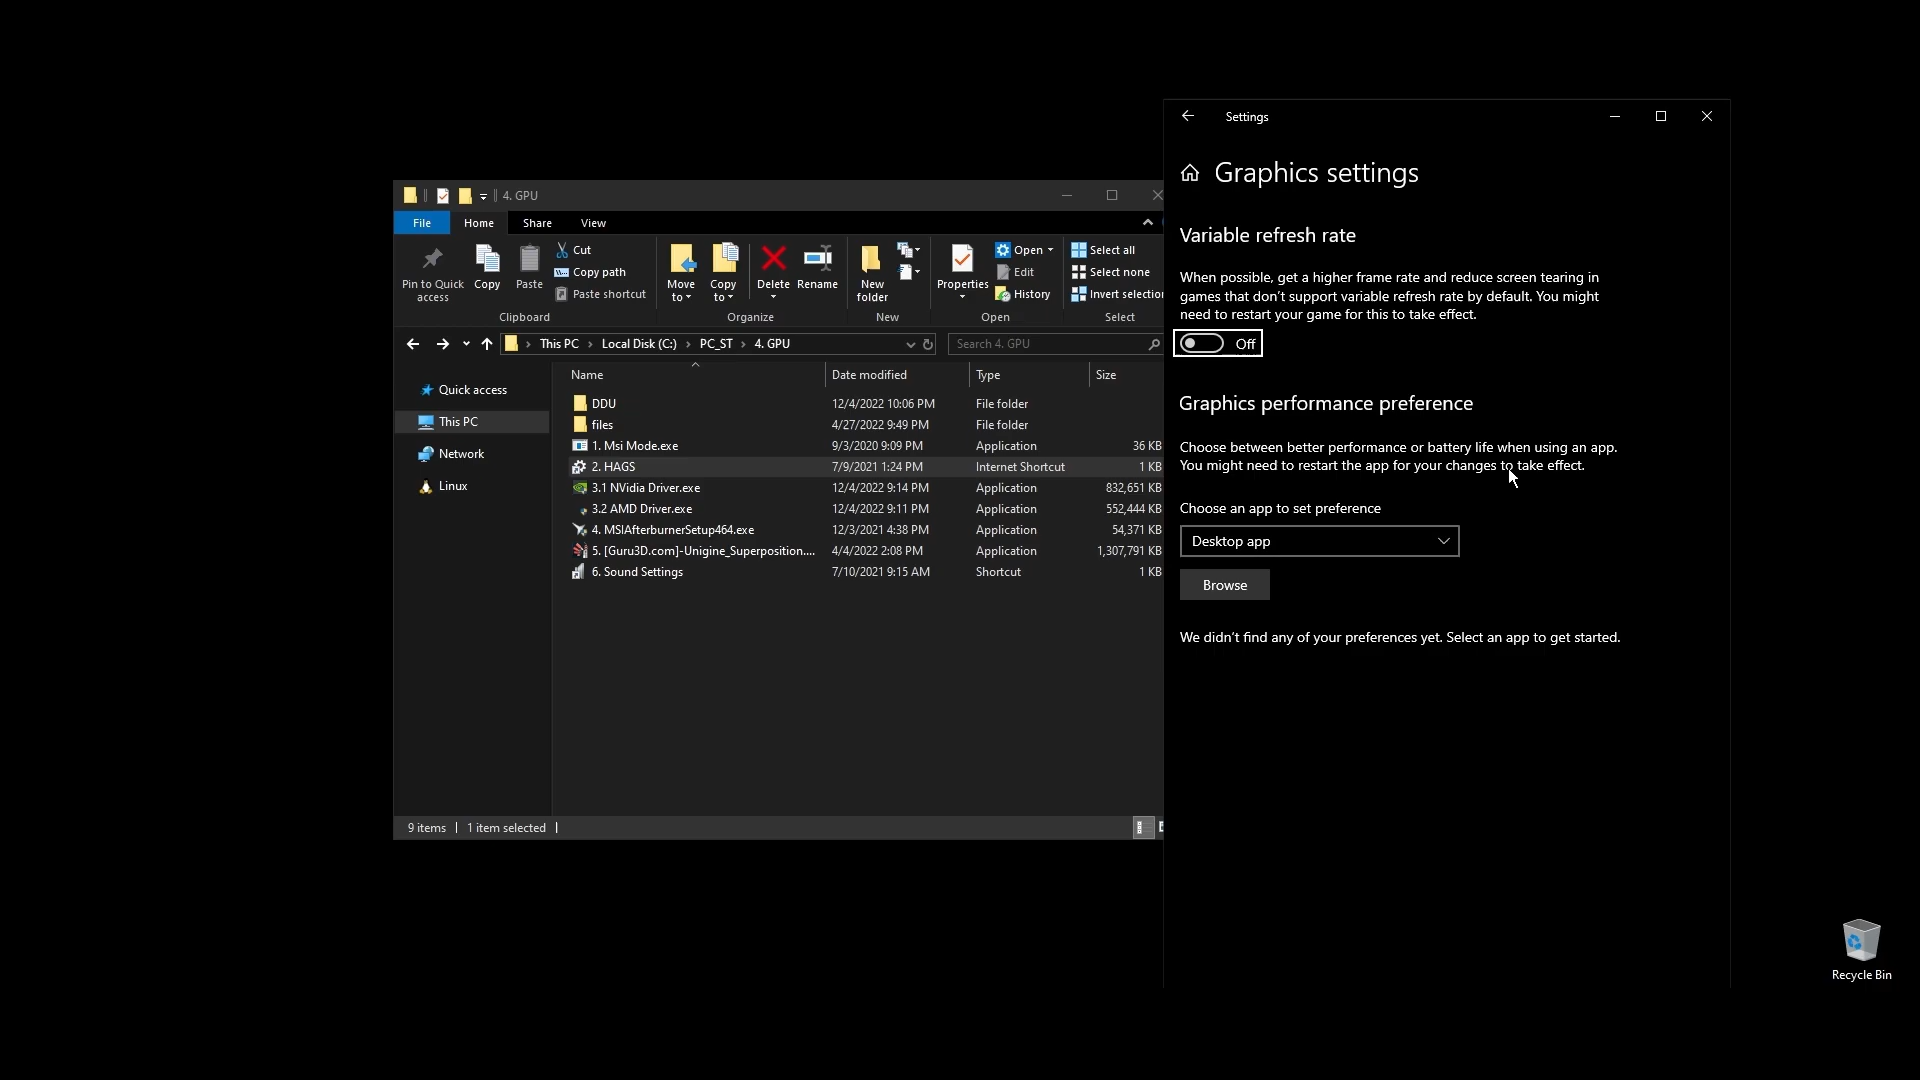 4. GPU
File
Home
Share
View
Pin to Quick
access
Copy
Paste
Cut
Copy path
Paste shortcut
Clipboard
Move
to
Copy
to
Delete
Rename
Organize
New
folder
New
Properties
Open
Edit
History
Open
Select all
Select none
Invert selection
Select
This PC
Local Disk (C:)
PC_ST
4. GPU
Search 4. GPU
Quick access
This PC
Network
Linux
Name Date modified Type Size
DDU 12/4/2022 10:06 PM File folder
files 4/27/2022 9:49 PM File folder
1. Msi Mode.exe 9/3/2020 9:09 PM Application 36 KB
2. HAGS 7/9/2021 1:24 PM Internet Shortcut 1 KB
3.1 NVidia Driver.exe 12/4/2022 9:14 PM Application 832,651 KB
3.2 AMD Driver.exe 12/4/2022 9:11 PM Application 552,444 KB
4. MSIAfterburnerSetup464.exe 12/3/2021 4:38 PM Application 54,371 KB
5. [Guru3D.com]-Unigine_Superposition.... 4/4/2022 2:08 PM Application 1,307,791 KB
6. Sound Settings 7/10/2021 9:15 AM Shortcut 1 KB
9 items
1 item selected
Settings
Graphics settings
Variable refresh rate
When possible, get a higher frame rate and reduce screen tearing in
games that don't support variable refresh rate by default. You might
need to restart your game for this to take effect.
Off
Graphics performance preference
Choose between better performance or battery life when using an app.
You might need to restart the app for your changes to take effect.
Choose an app to set preference
Desktop app
Browse
We didn't find any of your preferences yet. Select an app to get started.
Recycle Bin